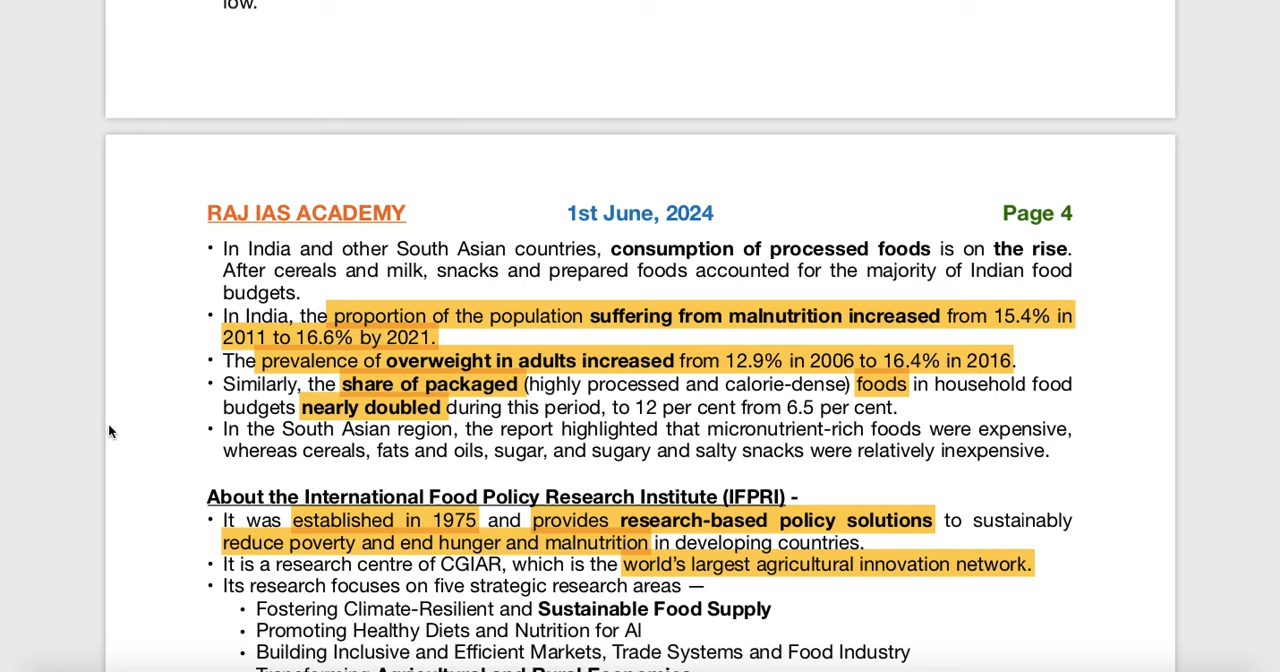 low.
RAJ IAS ACADEMY 1st June, 2024 Page 4
• In India and other South Asian countries, consumption of processed foods is on the rise.
After cereals and milk, snacks and prepared foods accounted for the majority of Indian food
budgets.
• In India, the proportion of the population suffering from malnutrition increased from 15.4% in
2011 to 16.6% by 2021.
• The prevalence of overweight in adults increased from 12.9% in 2006 to 16.4% in 2016.
• Similarly, the share of packaged (highly processed and calorie-dense) foods in household food
budgets nearly doubled during this period, to 12 per cent from 6.5 per cent.
• In the South Asian region, the report highlighted that micronutrient-rich foods were expensive,
whereas cereals, fats and oils, sugar, and sugary and salty snacks were relatively inexpensive.
About the International Food Policy Research Institute (IFPRI) -
• It was established in 1975 and provides research-based policy solutions to sustainably
reduce poverty and end hunger and malnutrition in developing countries.
• It is a research centre of CGIAR, which is the world’s largest agricultural innovation network.
• Its research focuses on five strategic research areas —
• Fostering Climate-Resilient and Sustainable Food Supply
• Promoting Healthy Diets and Nutrition for Al
• Building Inclusive and Efficient Markets, Trade Systems and Food Industry
Transforming Agricultural and Rural Economies